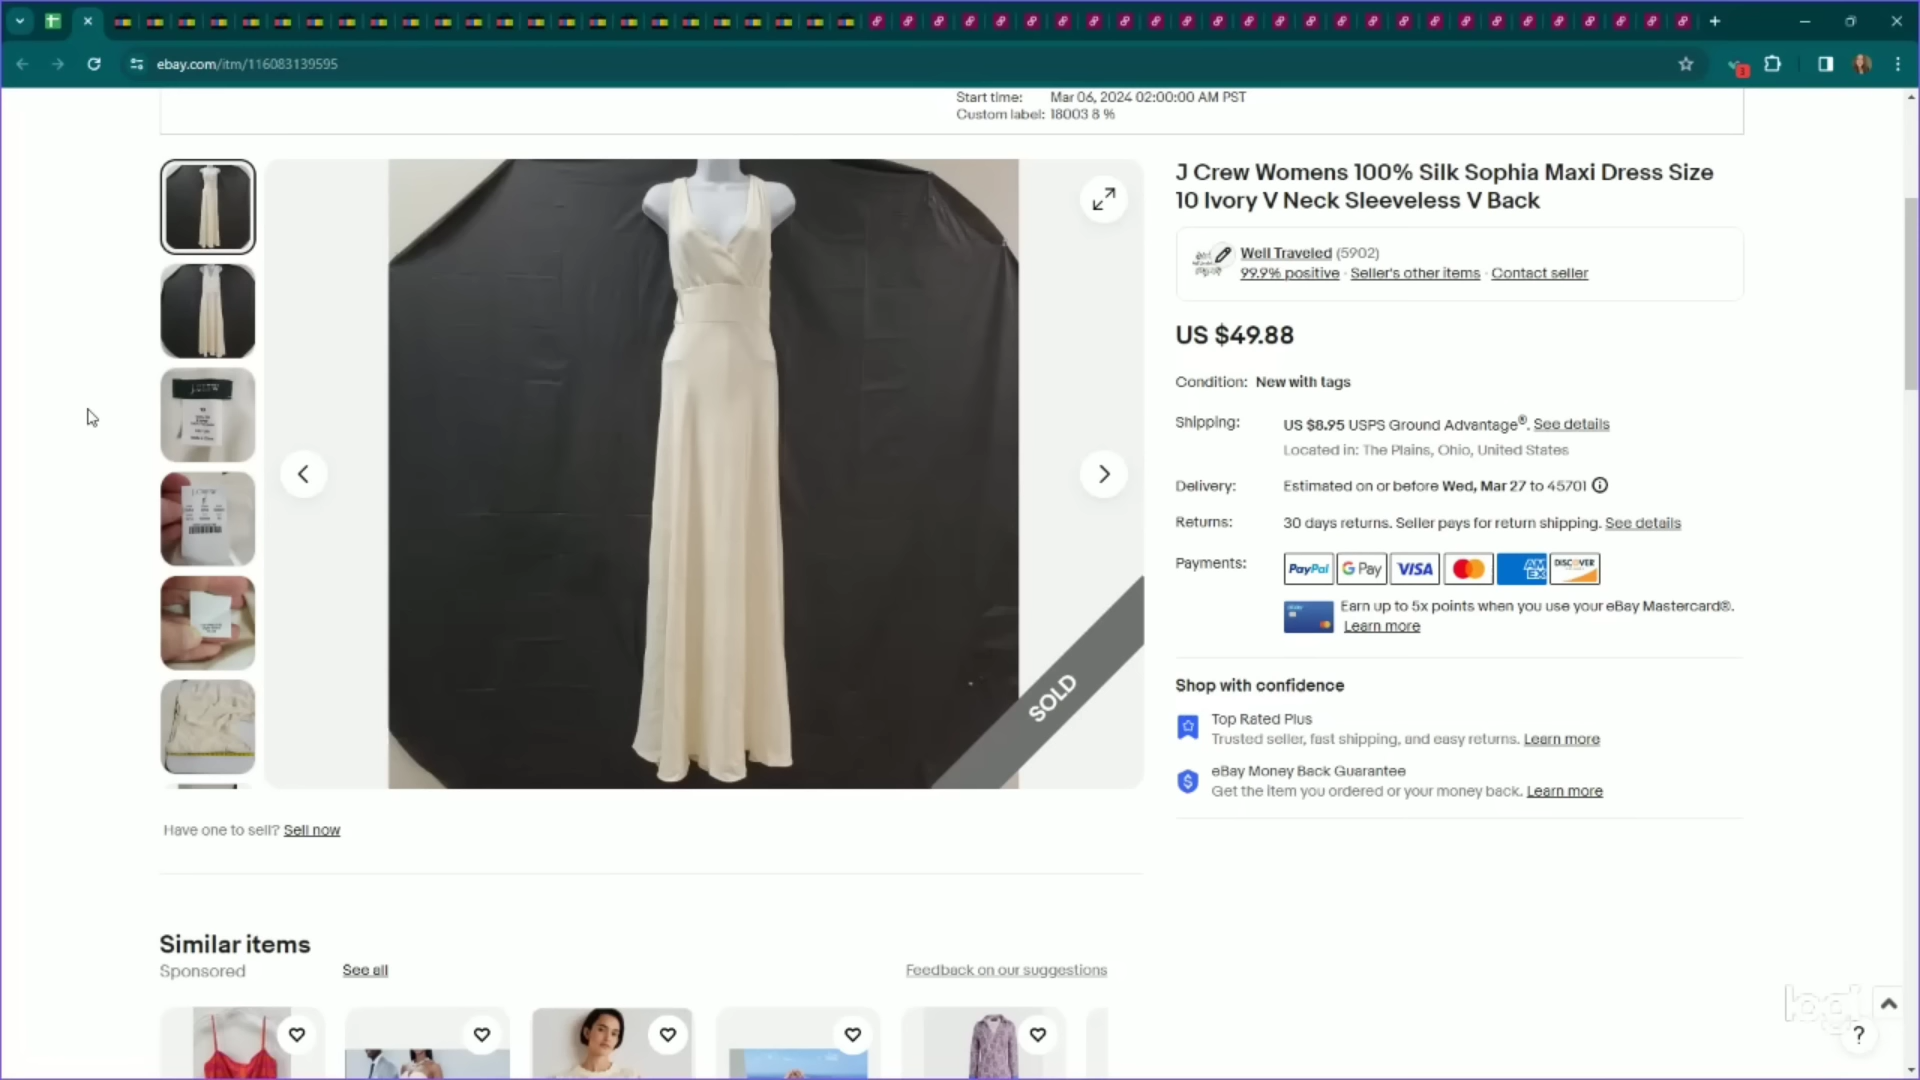 ebay.com/itm/116083139595
Start time: Mar 06, 2024 02:00:00 AM PST
Custom label: 18003 8 %
J Crew Womens 100% Silk Sophia Maxi Dress Size
10 Ivory V Neck Sleeveless V Back
Well Traveled (5902)
99.9% positive · Seller's other items · Contact seller
US $49.88
Condition: New with tags
Shipping: US $8.95 USPS Ground Advantage®. See details
Located in: The Plains, Ohio, United States
Delivery: Estimated on or before Wed, Mar 27 to 45701
Returns: 30 days returns. Seller pays for return shipping. See details
Payments: PayPal G Pay VISA AM EX DISCOVER
Earn up to 5x points when you use your eBay Mastercard®.
Learn more
Shop with confidence
Top Rated Plus
Trusted seller, fast shipping, and easy returns. Learn more
eBay Money Back Guarantee
Get the item you ordered or your money back. Learn more
SOLD
J.CREW
Have one to sell? Sell now
Similar items
Sponsored
See all
Feedback on our suggestions
logi
?